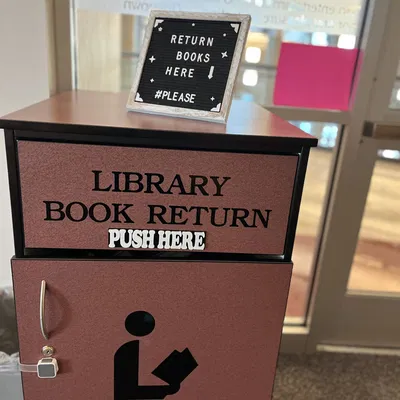 RETURN
BOOKS
HERE
#PLEASE
LIBRARY
BOOK RETURN
PUSH HERE